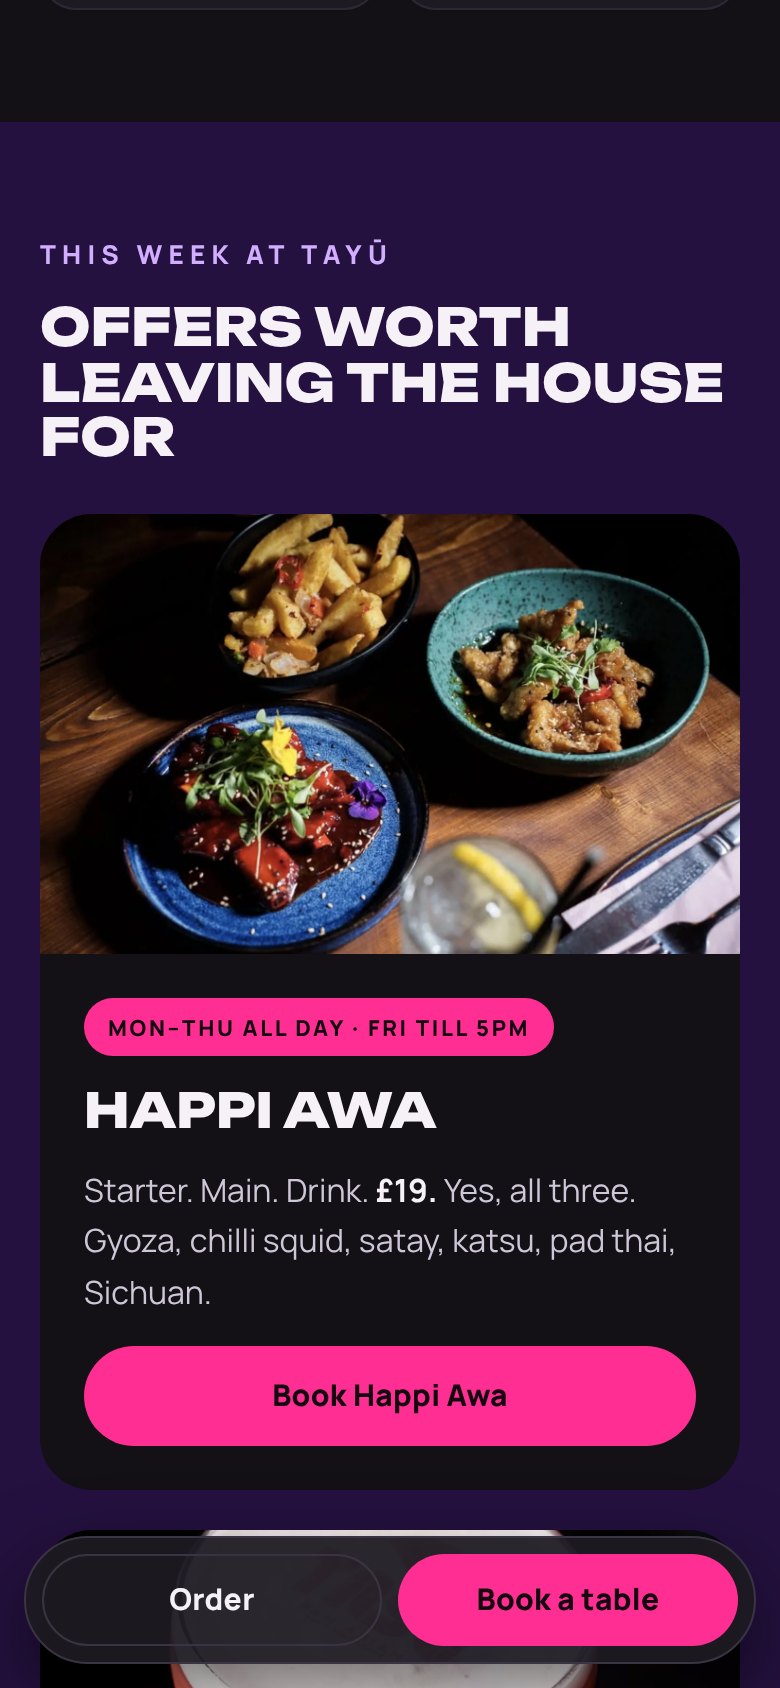 THIS WEEK AT TAYŪ
OFFERS WORTH
LEAVING THE HOUSE
FOR
MON–THU ALL DAY · FRI TILL 5PM
HAPPI AWA
Starter. Main. Drink. £19. Yes, all three.
Gyoza, chilli squid, satay, katsu, pad thai,
Sichuan.
Book Happi Awa
Order
Book a table